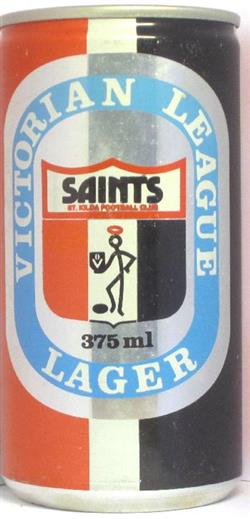 VICTORIAN LEAGUE
SAINTS
ST. KILDA FOOTBALL CLUB
375 ml
LAGER